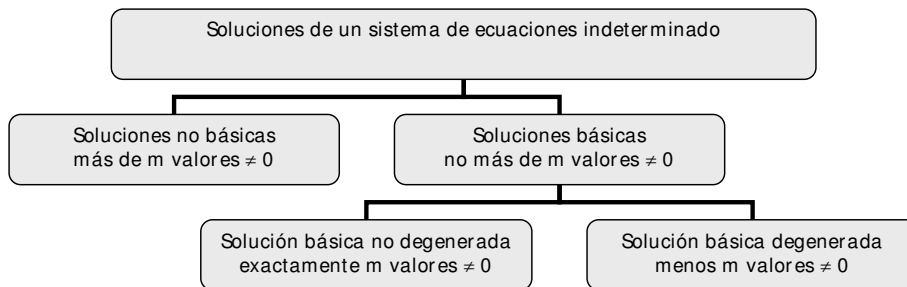 Soluciones de un sistema de ecuaciones indeterminado
Soluciones no básicas
más de m valores ≠ 0
Soluciones básicas
no más de m valores ≠ 0
Solución básica no degenerada
exactamente m valores ≠ 0
Solución básica degenerada
menos m valores ≠ 0